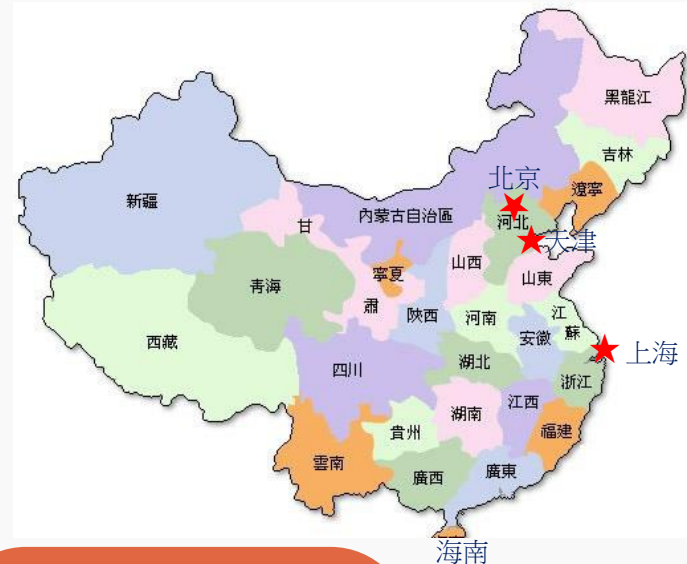 黑龍江
吉林
遼寧
北京
新疆
內蒙古自治區
河北
甘
天津
寧夏
山西
山東
青海
肅
陝西
河南
江
蘇
安徽
西藏
上海
四川
湖北
浙江
江西
湖南
貴州
福建
雲南
廣西
廣東
海南